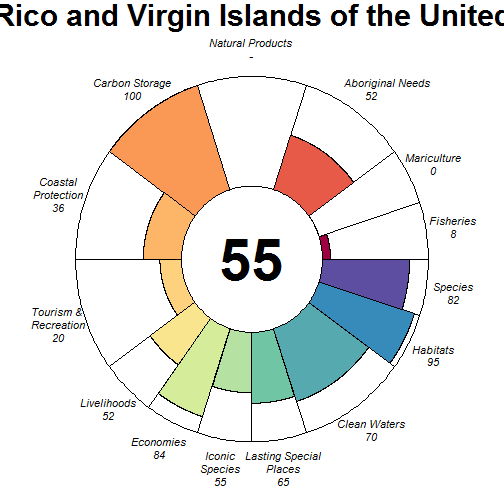 Rico and Virgin Islands of the United
Natural Products
-
Carbon Storage
100
Aboriginal Needs
52
Mariculture
0
Coastal
Protection
36
Fisheries
8
55
Species
82
Tourism &
Recreation
20
Habitats
95
Livelihoods
52
Clean Waters
70
Economies
84
Iconic
Species
55
Lasting Special
Places
65